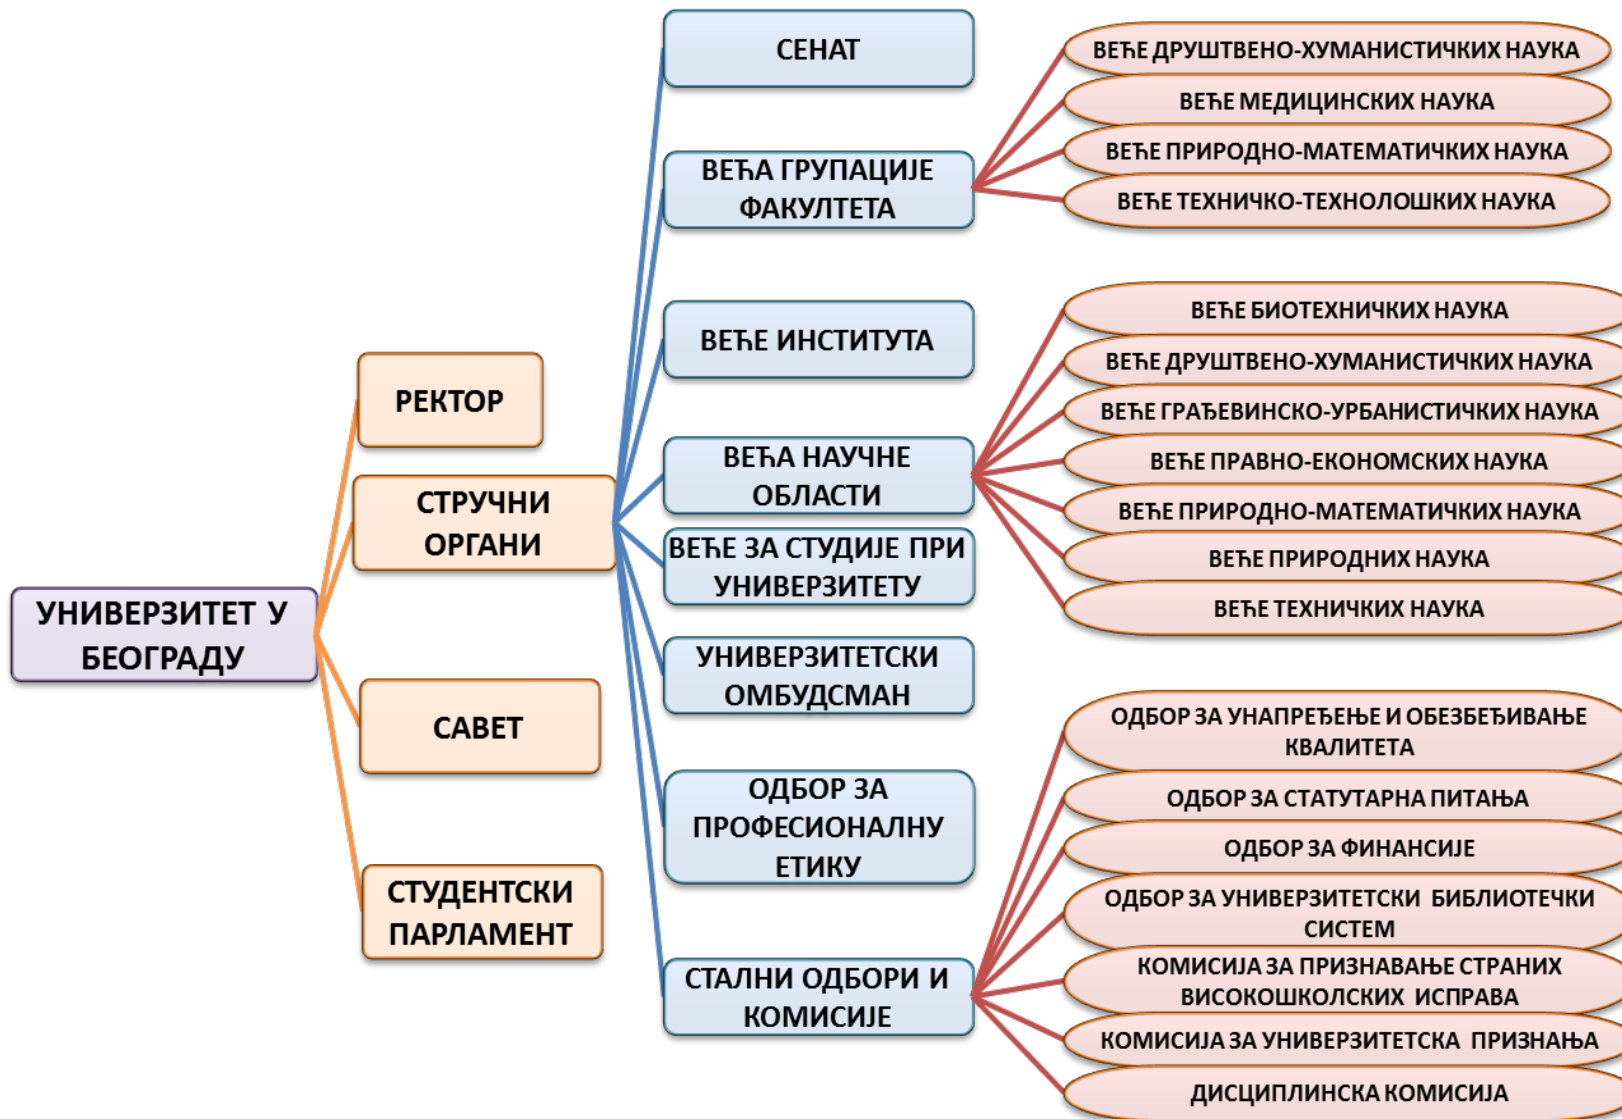 УНИВЕРЗИТЕТ У
БЕОГРАДУ
РЕКТОР
СТРУЧНИ
ОРГАНИ
САВЕТ
СТУДЕНТСКИ
ПАРЛАМЕНТ
СЕНАТ
ВЕЋА ГРУПАЦИЈЕ
ФАКУЛТЕТА
ВЕЋЕ ИНСТИТУТА
ВЕЋА НАУЧНЕ
ОБЛАСТИ
ВЕЋЕ ЗА СТУДИЈЕ ПРИ
УНИВЕРЗИТЕТУ
УНИВЕРЗИТЕТСКИ
ОМБУДСМАН
ОДБОР ЗА
ПРОФЕСИОНАЛНУ
ЕТИКУ
СТАЛНИ ОДБОРИ И
КОМИСИЈЕ
ВЕЋЕ ДРУШТВЕНО-ХУМАНИСТИЧКИХ НАУКА
ВЕЋЕ МЕДИЦИНСКИХ НАУКА
ВЕЋЕ ПРИРОДНО-МАТЕМАТИЧКИХ НАУКА
ВЕЋЕ ТЕХНИЧКО-ТЕХНОЛОШКИХ НАУКА
ВЕЋЕ БИОТЕХНИЧКИХ НАУКА
ВЕЋЕ ДРУШТВЕНО-ХУМАНИСТИЧКИХ НАУКА
ВЕЋЕ ГРАЂЕВИНСКО-УРБАНИСТИЧКИХ НАУКА
ВЕЋЕ ПРАВНО-ЕКОНОМСКИХ НАУКА
ВЕЋЕ ПРИРОДНО-МАТЕМАТИЧКИХ НАУКА
ВЕЋЕ ПРИРОДНИХ НАУКА
ВЕЋЕ ТЕХНИЧКИХ НАУКА
ОДБОР ЗА УНАПРЕЂЕЊЕ И ОБЕЗБЕЂИВАЊЕ
КВАЛИТЕТА
ОДБОР ЗА СТАТУТАРНА ПИТАЊА
ОДБОР ЗА ФИНАНСИЈЕ
ОДБОР ЗА УНИВЕРЗИТЕТСКИ БИБЛИОТЕЧКИ
СИСТЕМ
КОМИСИЈА ЗА ПРИЗНАВАЊЕ СТРАНИХ
ВИСОКОШКОЛСКИХ ИСПРАВА
КОМИСИЈА ЗА УНИВЕРЗИТЕТСКА ПРИЗНАЊА
ДИСЦИПЛИНСКА КОМИСИЈА